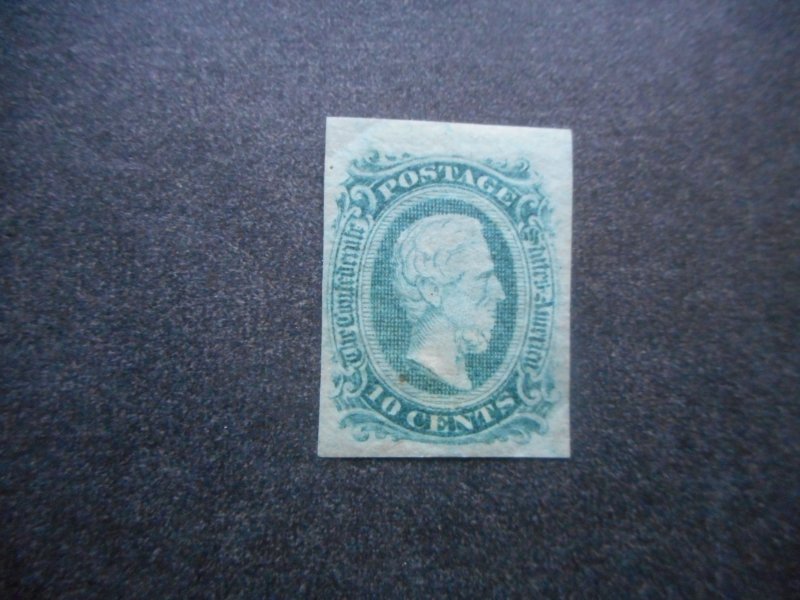 POSTAGE
The Confederate
States of America
10 CENTS